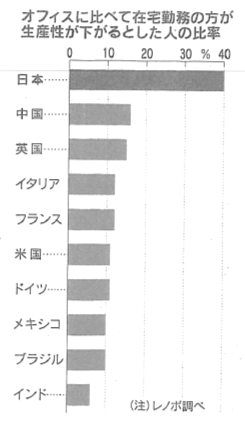 オフィスに比べて在宅勤務の方が
生産性が下がるとした人の比率
0 10 20 30 % 40
日本
中国
英国
イタリア
フランス
米国
ドイツ
メキシコ
ブラジル
インド
(注)レノボ調べ